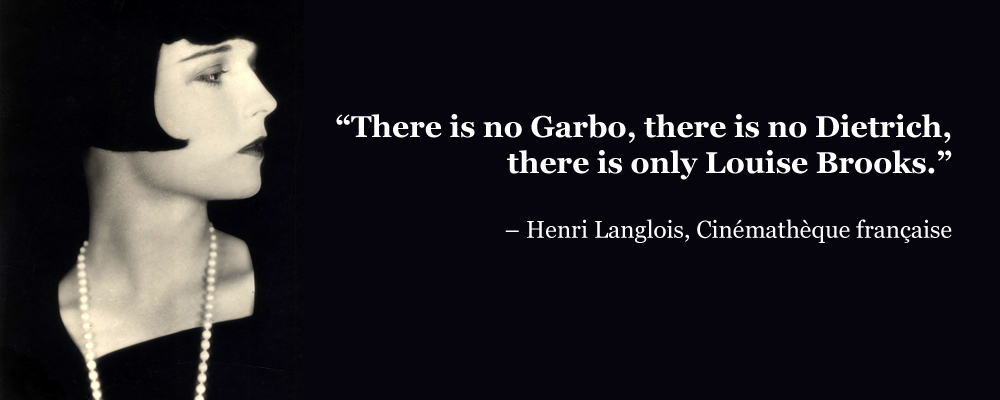 “There is no Garbo, there is no Dietrich,
there is only Louise Brooks.”
– Henri Langlois, Cinémathèque française